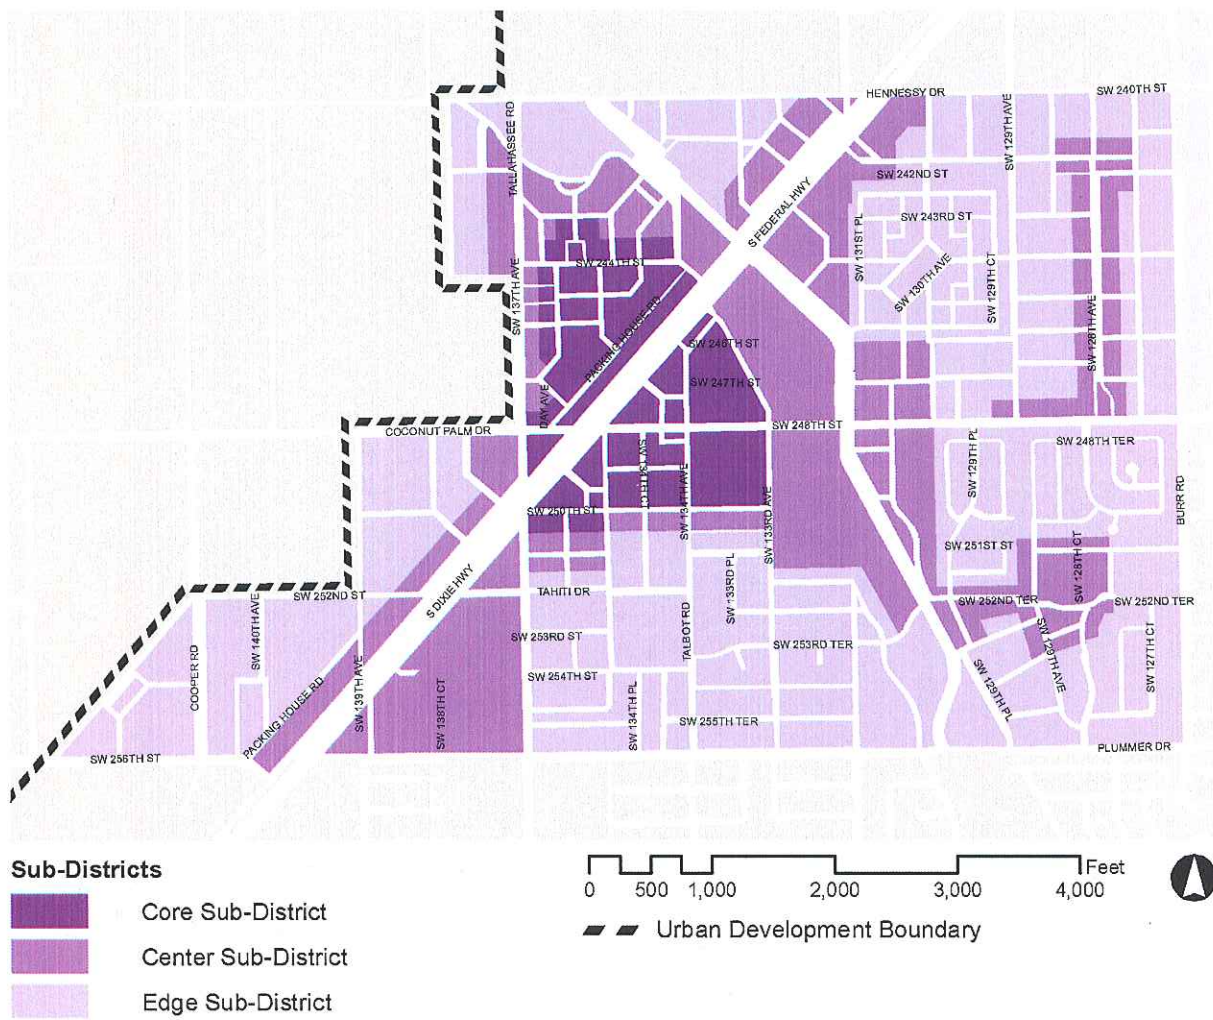 HENNESSY DR
SW 240TH ST
TALLAHASSEE RD
SW 129TH AVE
SW 242ND ST
S FEDERAL HWY
SW 243RD ST
SW 131ST PL
SW 244TH ST
SW 137TH AVE
SW 130TH AVE
SW 129TH CT
PACKING HOUSE RD
SW 128TH AVE
SW 246TH ST
SW 247TH ST
DAY AVE
COCONUT PALM DR
SW 248TH ST
SW 248TH TER
SW 134TH CT
SW 129TH PL
SW 134TH AVE
SW 133RD AVE
BURR RD
SW 250TH ST
SW 251ST ST
SW 128TH CT
S DIXIE HWY
SW 133RD PL
SW 252ND ST
TAHITI DR
SW 252ND TER
SW 252ND TER
SW 140TH AVE
SW 253RD ST
TALBOT RD
SW 253RD TER
SW 129TH AVE
SW 127TH CT
COOPER RD
SW 139TH AVE
SW 138TH CT
SW 254TH ST
SW 134TH PL
SW 129TH PL
PACKING HOUSE RD
SW 255TH TER
SW 256TH ST
PLUMMER DR
Sub-Districts
Core Sub-District
Center Sub-District
Edge Sub-District
Feet
0 500 1,000 2,000 3,000 4,000
Urban Development Boundary